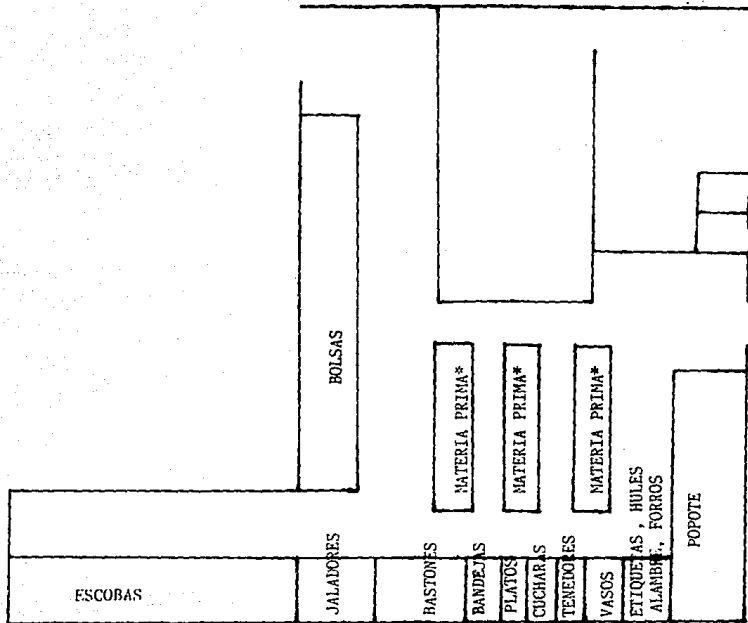 BOLSAS
MATERIA PRIMA*
MATERIA PRIMA*
MATERIA PRIMA*
ESCOBAS
JALADORES
BASTONES
BANDEJAS
PLATOS
CUCHARAS
TENEDORES
VASOS
ETIQUETAS , HULES
ALAMBRE., FORROS
POPOTE